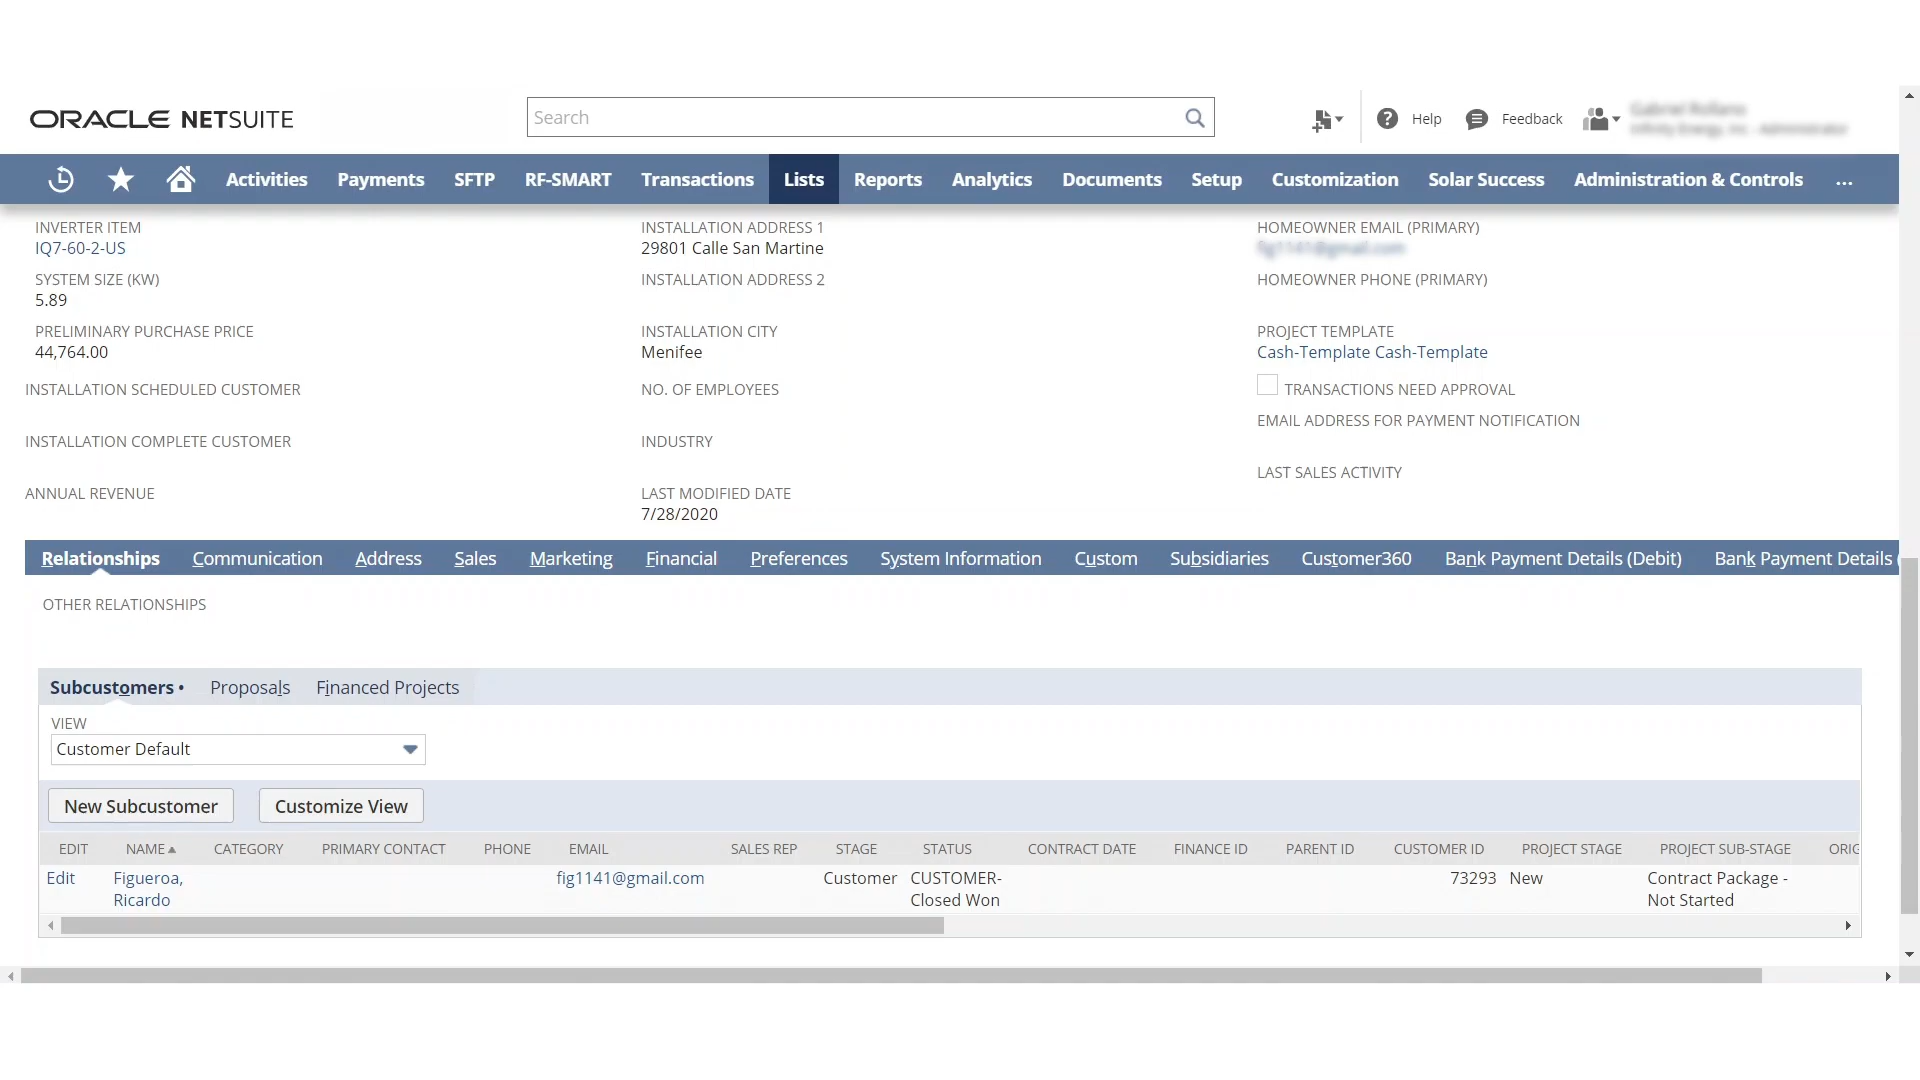 ORACLE NETSUITE
Search
Help
Feedback
Activities
Payments
SFTP
RF-SMART
Transactions
Lists
Reports
Analytics
Documents
Setup
Customization
Solar Success
Administration & Controls
...
INVERTER ITEM
IQ7-60-2-US
SYSTEM SIZE (KW)
5.89
PRELIMINARY PURCHASE PRICE
44,764.00
INSTALLATION SCHEDULED CUSTOMER
INSTALLATION COMPLETE CUSTOMER
ANNUAL REVENUE
INSTALLATION ADDRESS 1
29801 Calle San Martine
INSTALLATION ADDRESS 2
INSTALLATION CITY
Menifee
NO. OF EMPLOYEES
INDUSTRY
LAST MODIFIED DATE
7/28/2020
HOMEOWNER EMAIL (PRIMARY)
HOMEOWNER PHONE (PRIMARY)
PROJECT TEMPLATE
Cash-Template Cash-Template
TRANSACTIONS NEED APPROVAL
EMAIL ADDRESS FOR PAYMENT NOTIFICATION
LAST SALES ACTIVITY
Relationships
Communication
Address
Sales
Marketing
Financial
Preferences
System Information
Custom
Subsidiaries
Customer360
Bank Payment Details (Debit)
Bank Payment Details (
OTHER RELATIONSHIPS
Subcustomers •
Proposals
Financed Projects
VIEW
Customer Default
New Subcustomer
Customize View
EDIT
NAME
CATEGORY
PRIMARY CONTACT
PHONE
EMAIL
SALES REP
STAGE
STATUS
CONTRACT DATE
FINANCE ID
PARENT ID
CUSTOMER ID
PROJECT STAGE
PROJECT SUB-STAGE
ORIG
Edit
Figueroa,
Ricardo
fig1141@gmail.com
Customer
CUSTOMER-
Closed Won
73293
New
Contract Package -
Not Started